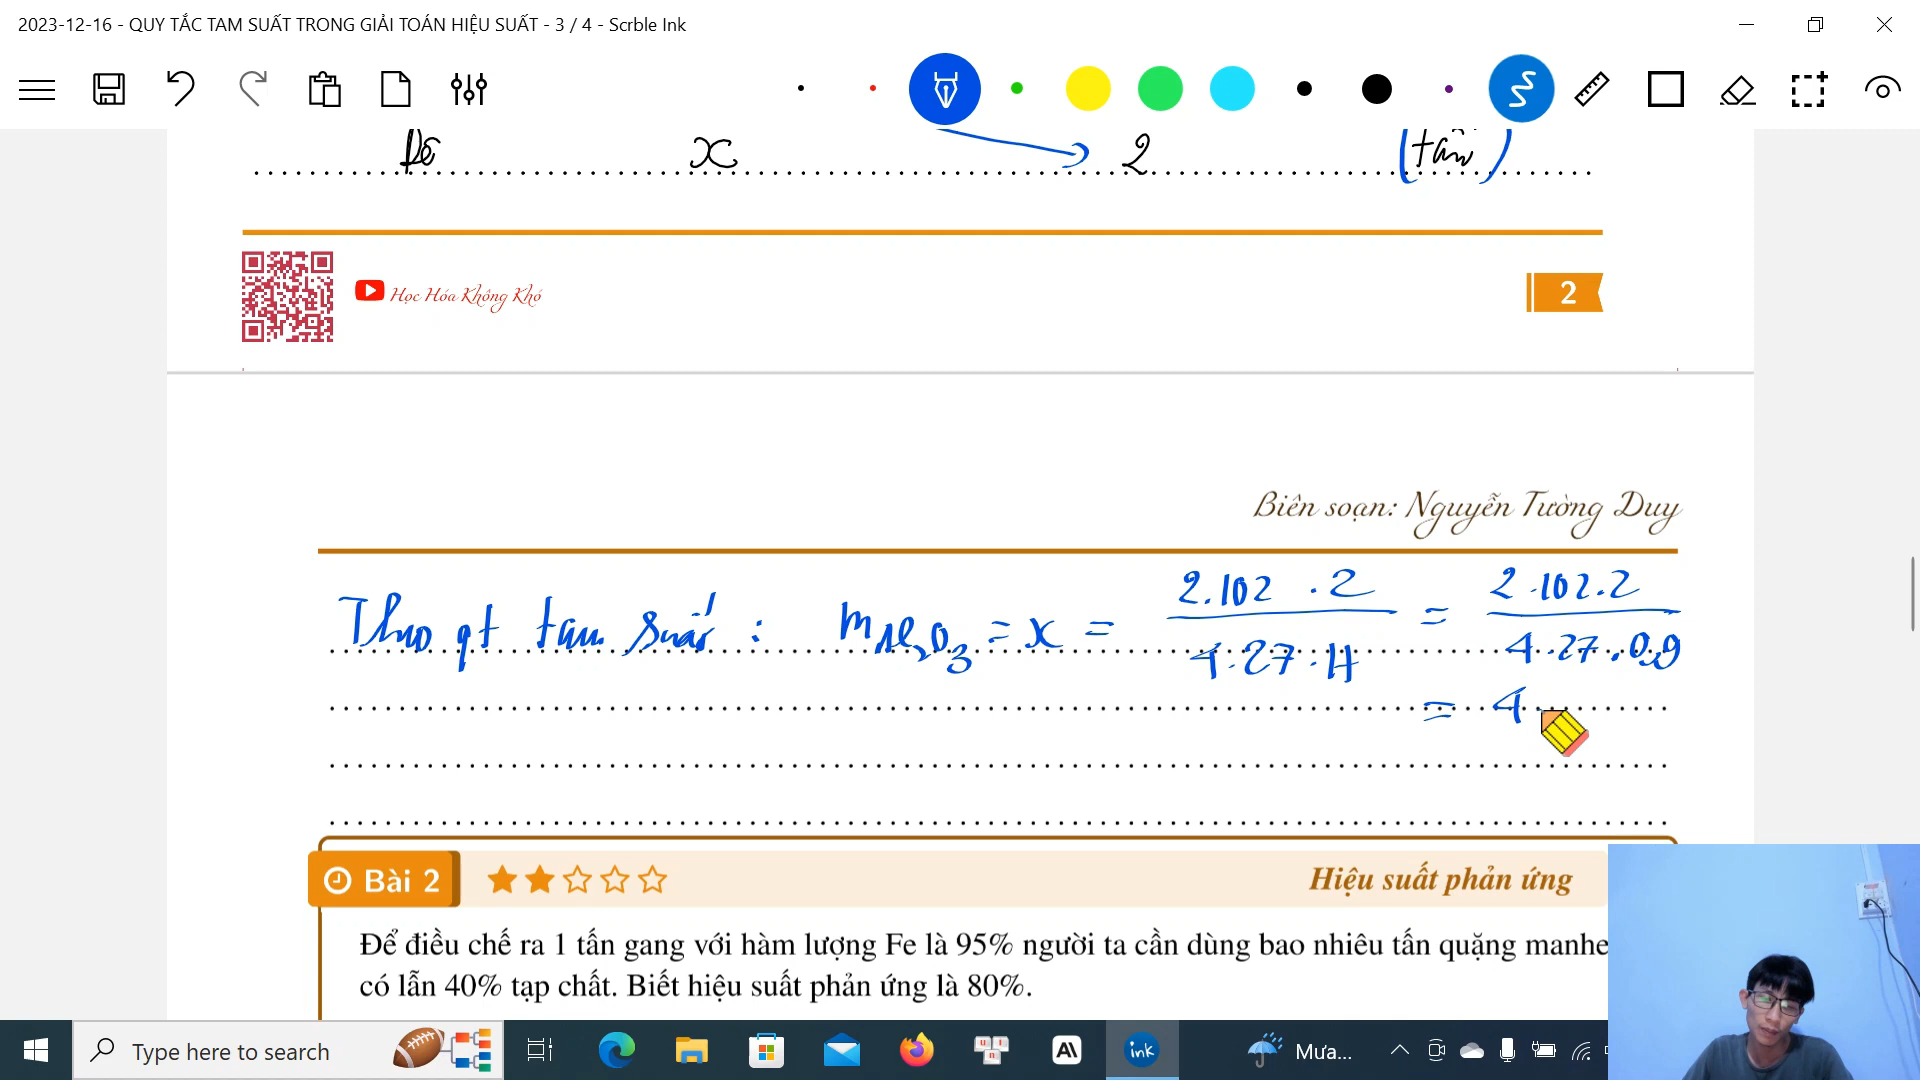 2023-12-16 - QUY TẮC TAM SUẤT TRONG GIẢI TOÁN HIỆU SUẤT - 3 / 4 - Scrble Ink
x 2 (tấn)
Học Hóa Không Khó
2
Biên soạn: Nguyễn Tường Duy
Theo qt tam suất : mAl2O3 = x = 2.102 . 2 / 4.27.H = 2.102.2 / 4.27.0,9
= 4
Bài 2 Hiệu suất phản ứng
Để điều chế ra 1 tấn gang với hàm lượng Fe là 95% người ta cần dùng bao nhiêu tấn quặng manhe
có lẫn 40% tạp chất. Biết hiệu suất phản ứng là 80%.
Type here to search
ink
Mưa...